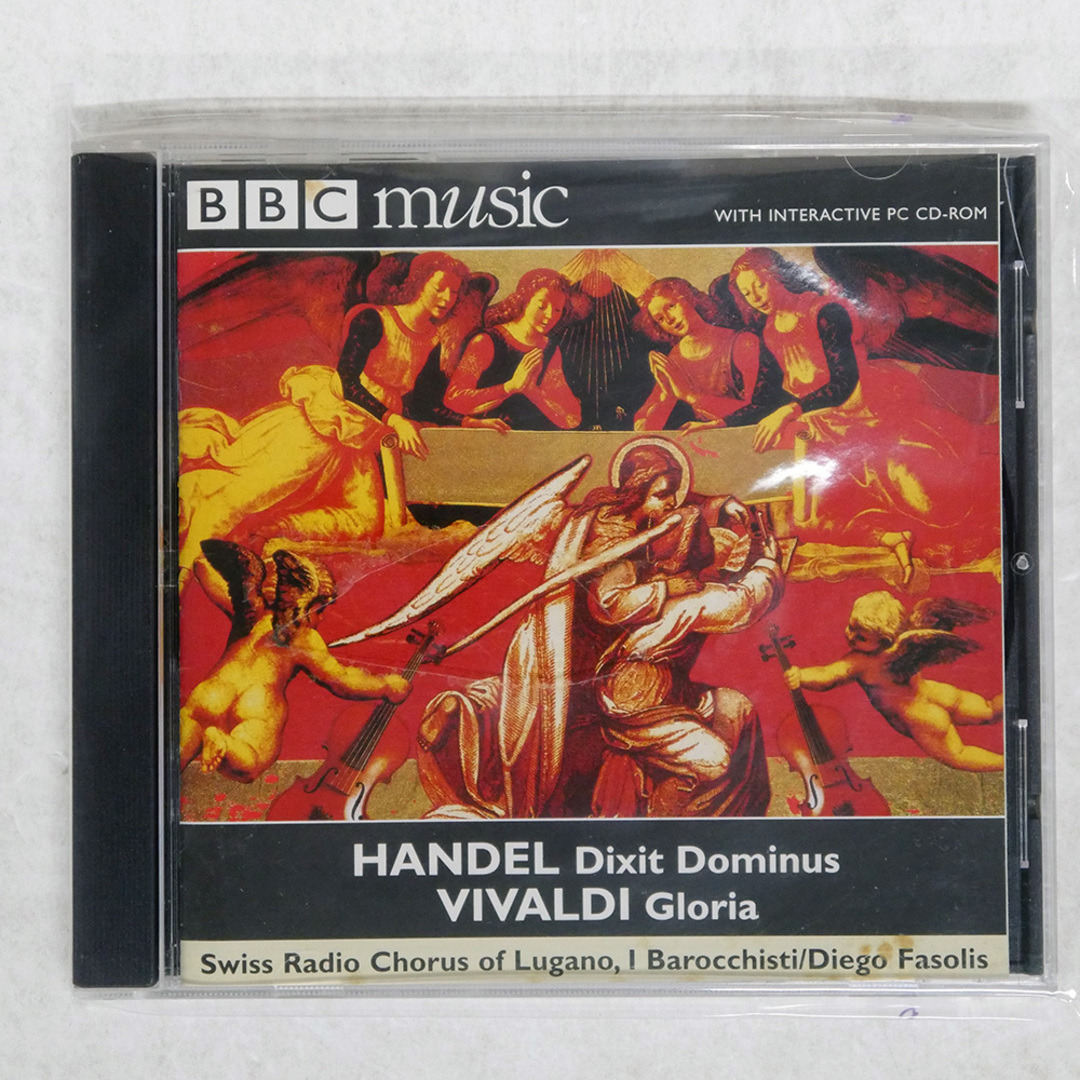 BBC music
WITH INTERACTIVE PC CD-ROM
HANDEL Dixit Dominus
VIVALDI Gloria
Swiss Radio Chorus of Lugano, I Barocchisti/Diego Fasolis